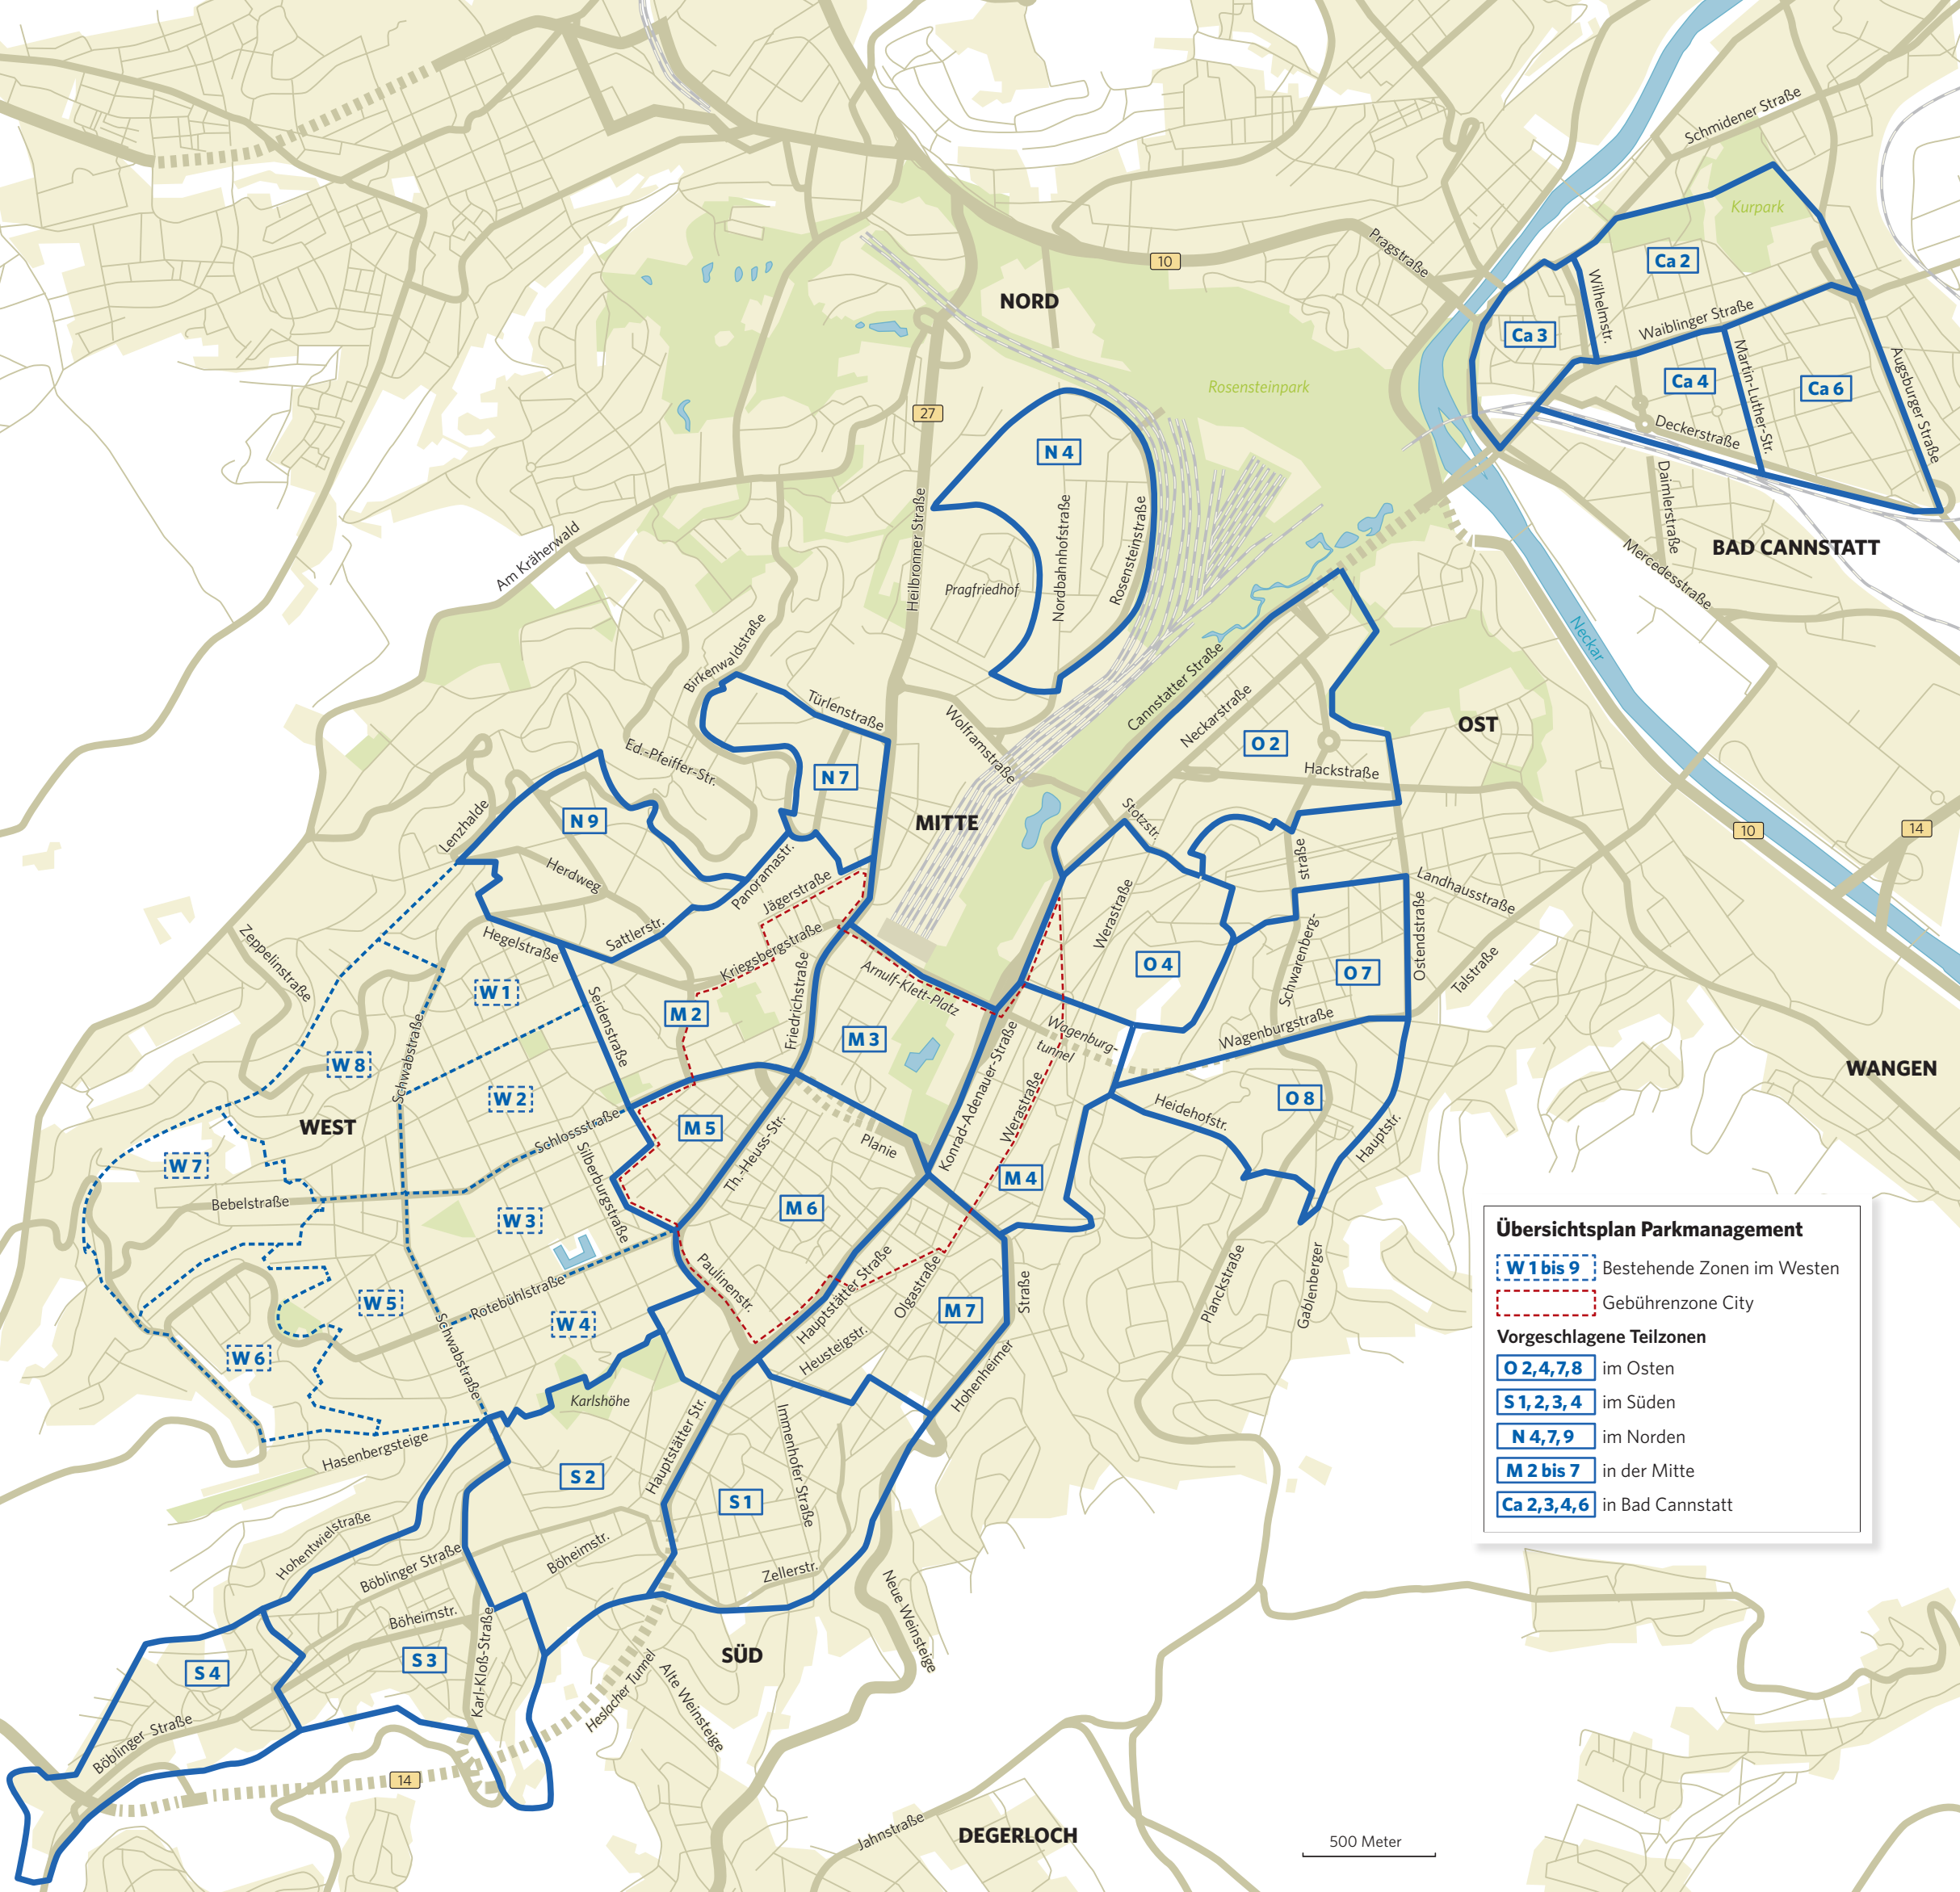 Schmidener Straße
Kurpark
Pragstraße
10
Ca 2
NORD
Wilhelmstr.
Waiblinger Straße
Ca 3
Martin-Luther-Str.
Augsburger Straße
Ca 4
Ca 6
Rosensteinpark
27
Deckerstraße
N 4
Daimlerstraße
Heilbronner Straße
Nordbahnhofstraße
Rosensteinstraße
BAD CANNSTATT
Am Kräherwald
Mercedesstraße
Pragfriedhof
Neckar
Birkenwaldstraße
Cannstatter Straße
Türlenstraße
Neckarstraße
Wolframstraße
OST
Ed.-Pfeiffer-Str.
O 2
N 7
Hackstraße
Lenzhalde
N 9
MITTE
Stotzstr.
10
14
Herdweg
Panoramastr.
Jägerstraße
straße
Landhausstraße
Werastraße
Ostendstraße
Zeppelinstraße
Hegelstraße
Sattlerstr.
Kriegsbergstraße
Schwarenberg-
Talstraße
Arnulf-Klett-Platz
O 4
O 7
W 1
Seidenstraße
M 2
Friedrichstraße
M 3
Wagenburg-
tunnel
Wagenburgstraße
Konrad-Adenauer-Straße
Schwabstraße
W 8
WANGEN
W 2
Werastraße
O 8
Heidehofstr.
WEST
Schlossstraße
M 5
Th.-Heuss-Str.
Planie
Hauptstr.
W 7
Silberburgstraße
M 4
Bebelstraße
M 6
W 3
Paulinenstr.
Hauptstätter Straße
Olgastraße
Straße
Planckstraße
Gablenberger
W 5
Rotebühlstraße
W 4
M 7
Heusteigstr.
W 6
Schwabstraße
Hohenheimer
Karlshöhe
Hauptstätter Str.
Immenhofer Straße
Hasenbergsteige
S 2
S 1
Hohentwielstraße
Böblinger Straße
Böheimstr.
Zellerstr.
Neue Weinsteige
Böheimstr.
Karl-Kloß-Straße
S 3
S 4
SÜD
Heslacher Tunnel
Alte Weinsteige
Böblinger Straße
14
Jahnstraße
DEGERLOCH
500 Meter
Übersichtsplan Parkmanagement
W 1 bis 9 Bestehende Zonen im Westen
Gebührenzone City
Vorgeschlagene Teilzonen
O 2,4,7,8 im Osten
S 1, 2, 3, 4 im Süden
N 4,7,9 im Norden
M 2 bis 7 in der Mitte
Ca 2,3,4,6 in Bad Cannstatt